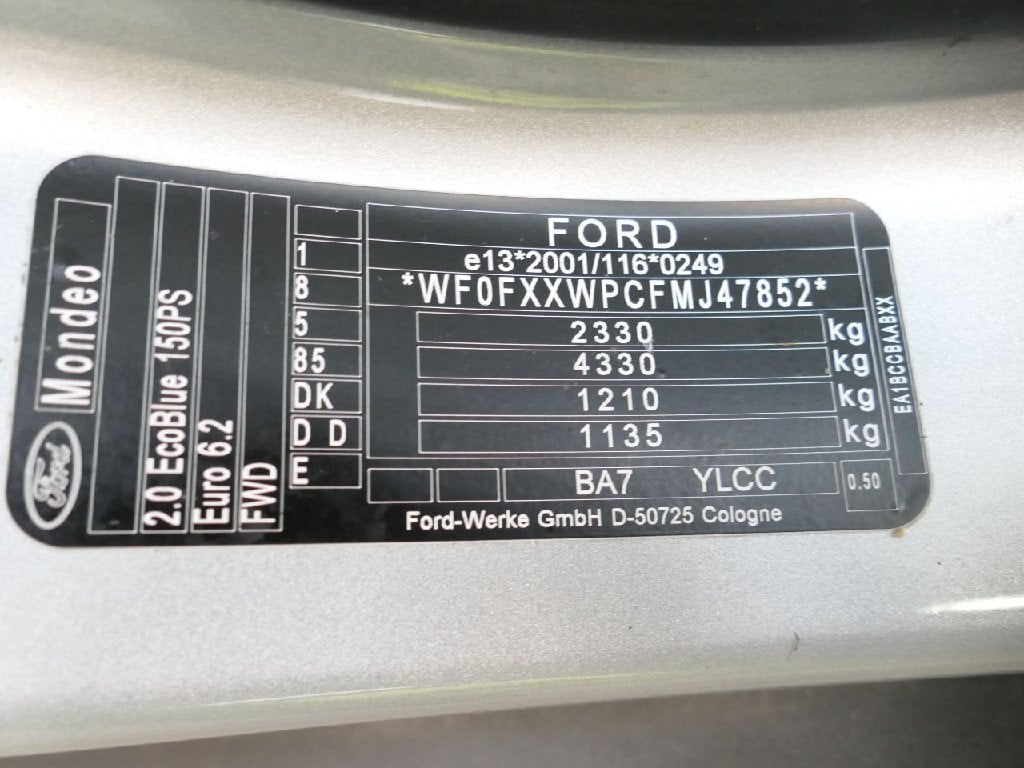 Mondeo
Ford
2.0 EcoBlue 150PS
Euro 6.2
FWD
1
8
5
85
DK
D D
E
FORD
e13*2001/116*0249
*WF0FXXWPCFMJ47852*
2330 kg
4330 kg
1210 kg
1135 kg
BA7 YLCC 0.50
Ford-Werke GmbH D-50725 Cologne
EA1BCCBAABXX